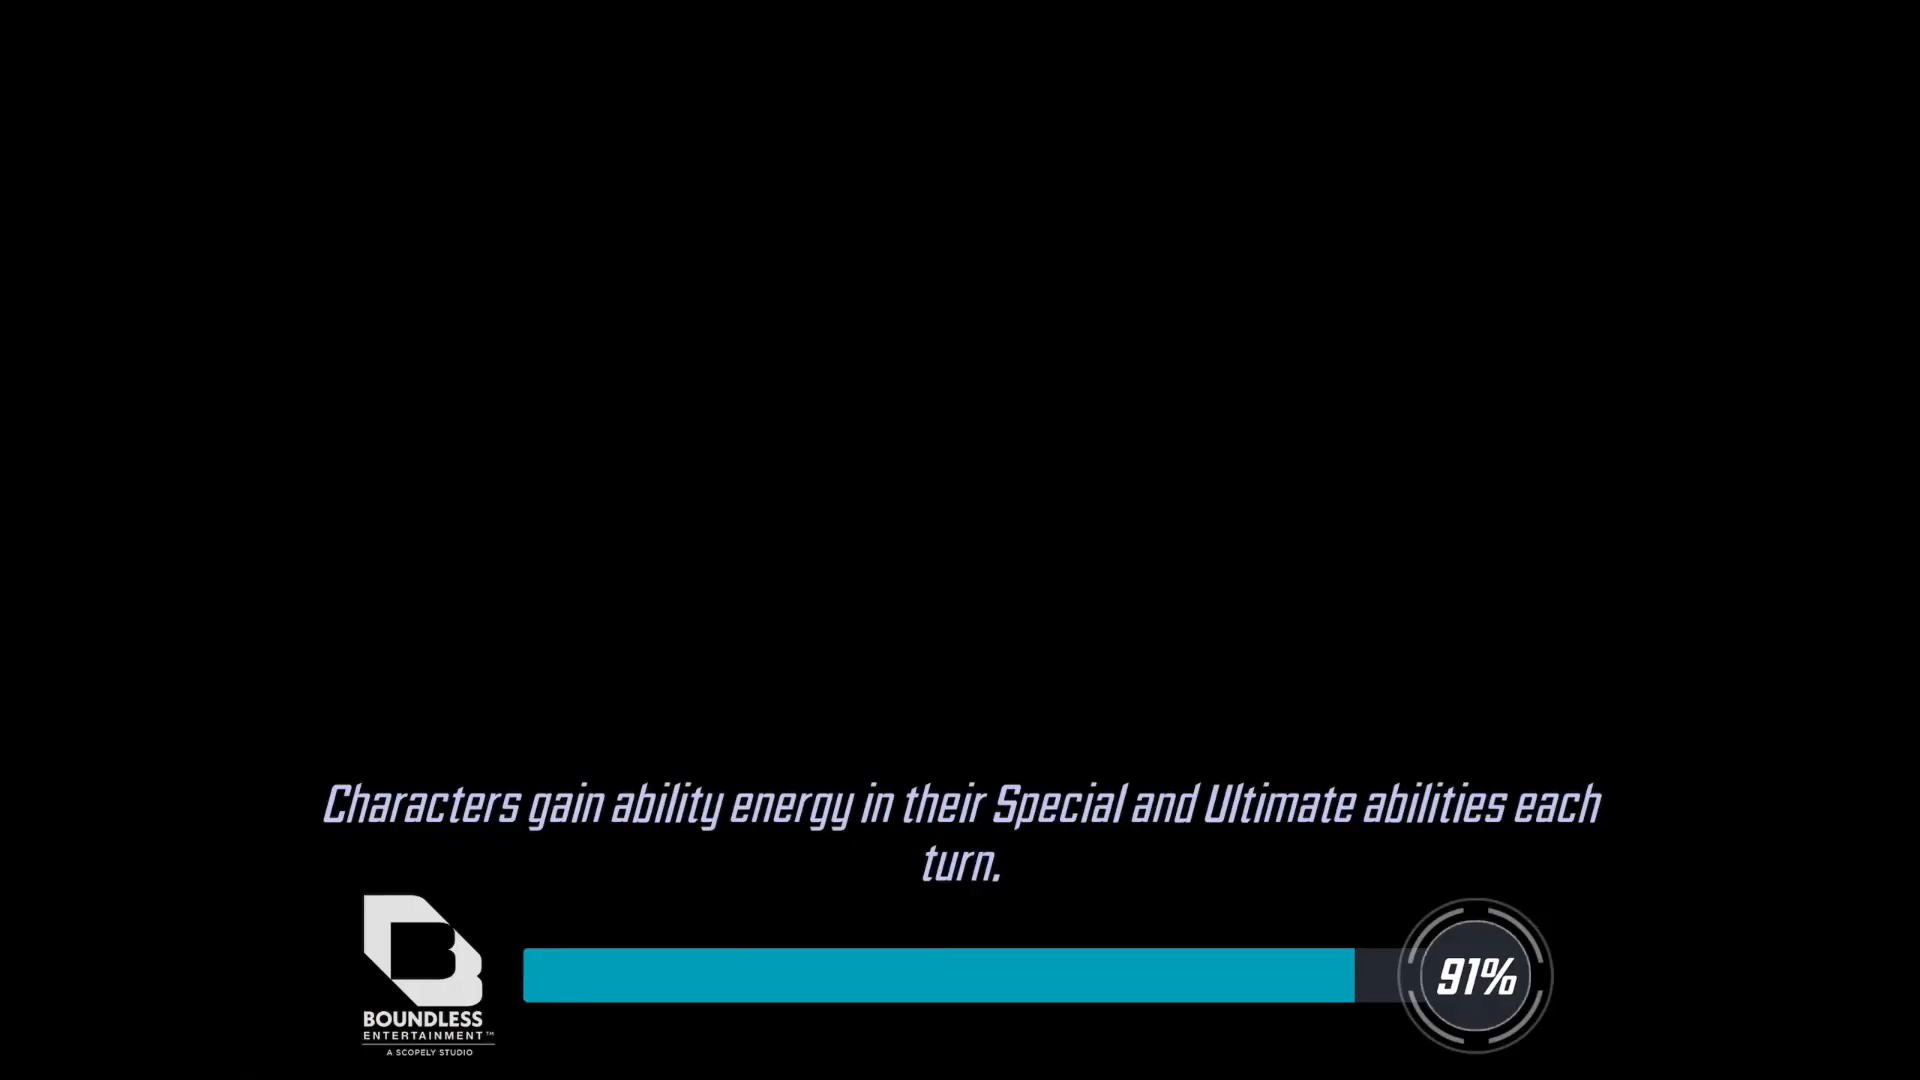 Characters gain ability energy in their Special and Ultimate abilities each
turn.
BOUNDLESS
ENTERTAINMENT™
A SCOPELY STUDIO
91%